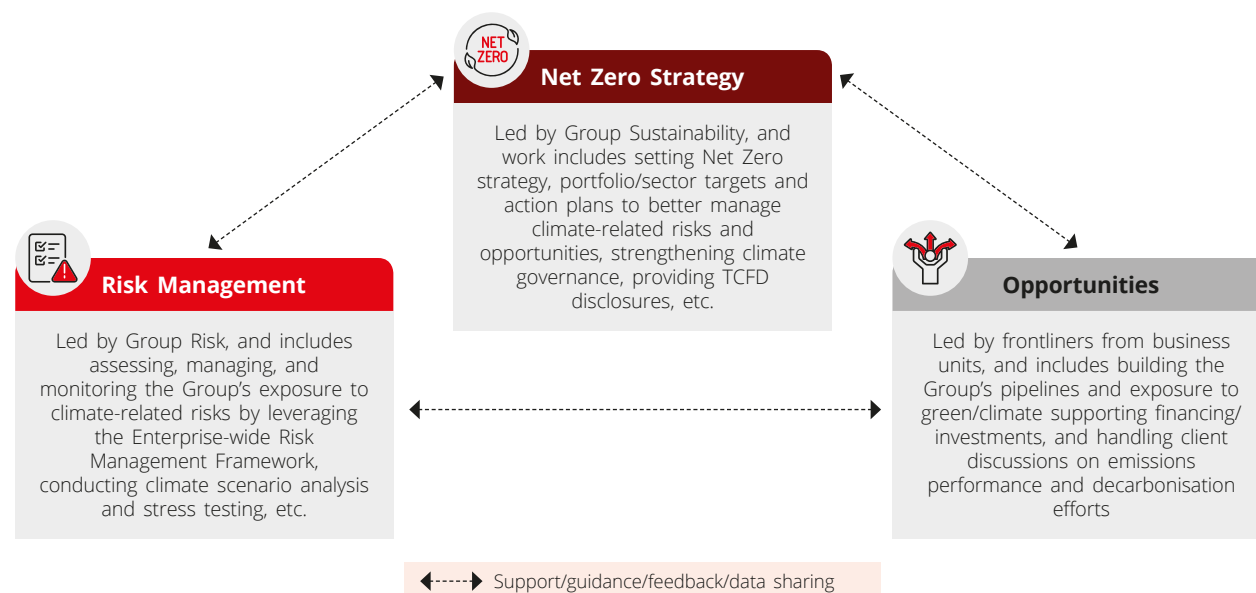 NET
ZERO
Net Zero Strategy
Led by Group Sustainability, and
work includes setting Net Zero
strategy, portfolio/sector targets and
action plans to better manage
climate-related risks and
opportunities, strengthening climate
governance, providing TCFD
disclosures, etc.
Risk Management
Led by Group Risk, and includes
assessing, managing, and
monitoring the Group’s exposure to
climate-related risks by leveraging
the Enterprise-wide Risk
Management Framework,
conducting climate scenario analysis
and stress testing, etc.
Opportunities
Led by frontliners from business
units, and includes building the
Group’s pipelines and exposure to
green/climate supporting financing/
investments, and handling client
discussions on emissions
performance and decarbonisation
efforts
Support/guidance/feedback/data sharing